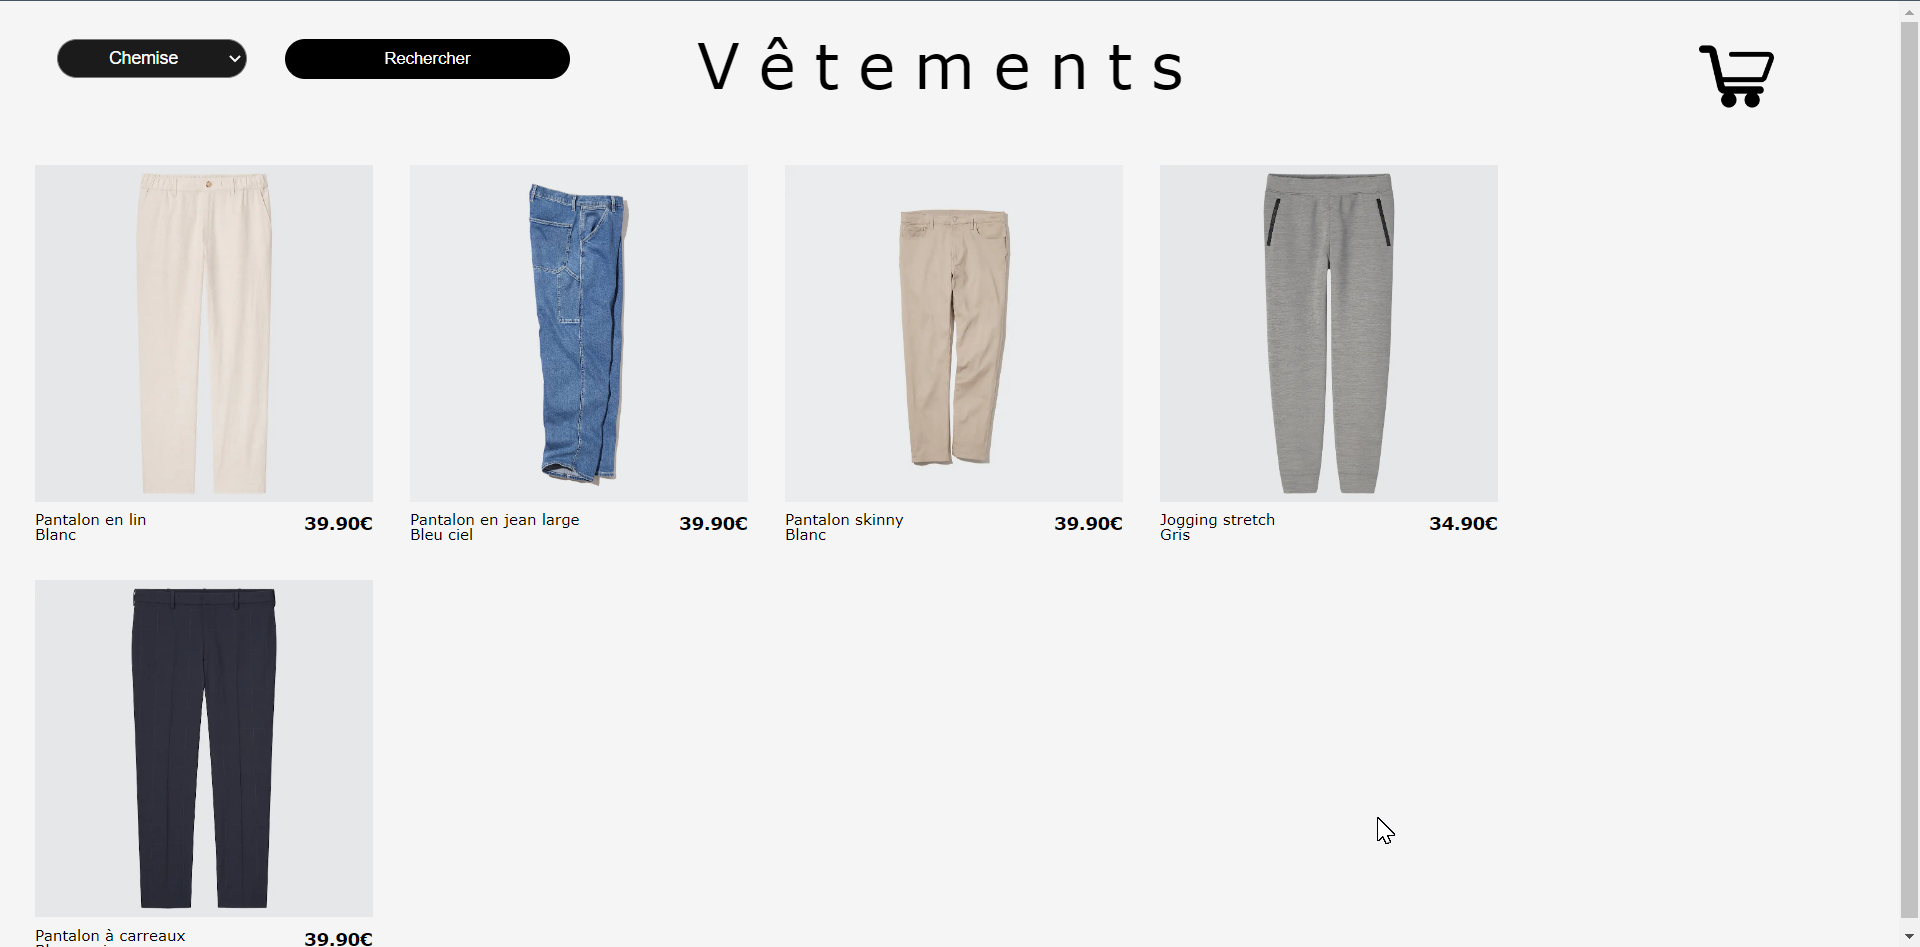 Chemise
Rechercher
Vêtements
Pantalon en lin
Blanc
39.90€
Pantalon en jean large
Bleu ciel
39.90€
Pantalon skinny
Blanc
39.90€
Jogging stretch
Gris
34.90€
Pantalon à carreaux
39.90€